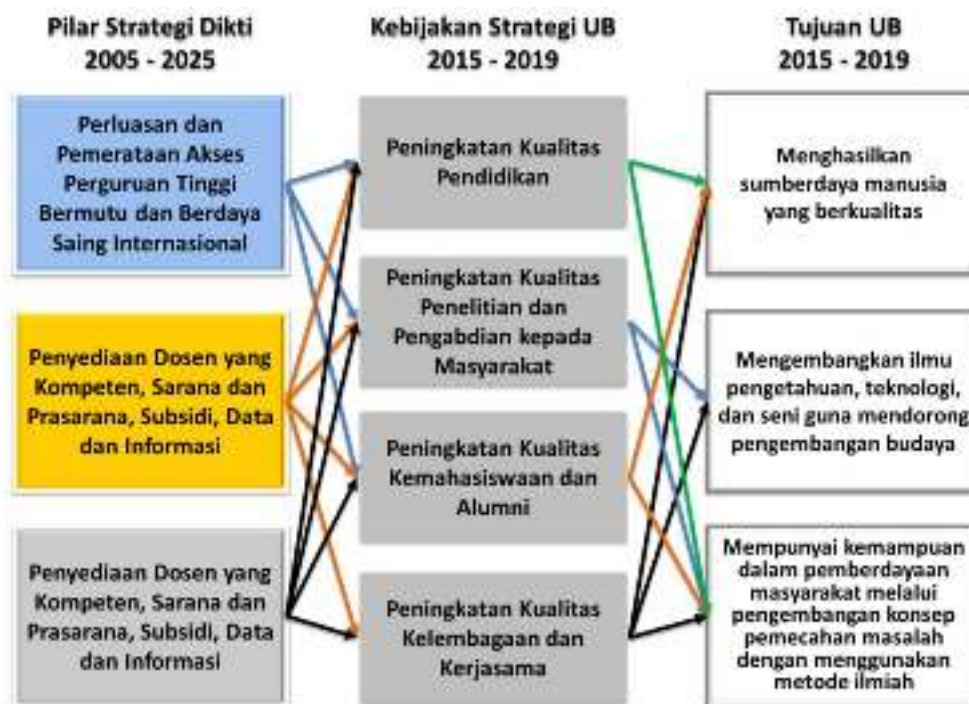 Pilar Strategi Dikti
2005 - 2025
Kebijakan Strategi UB
2015 - 2019
Tujuan UB
2015 - 2019
Perluasan dan
Pemerataan Akses
Perguruan Tinggi
Bermutu dan Berdaya
Saing Internasional
Penyediaan Dosen yang
Kompeten, Sarana dan
Prasarana, Subsidi, Data
dan Informasi
Penyediaan Dosen yang
Kompeten, Sarana dan
Prasarana, Subsidi, Data
dan Informasi
Peningkatan Kualitas
Pendidikan
Peningkatan Kualitas
Penelitian dan
Pengabdian kepada
Masyarakat
Peningkatan Kualitas
Kemahasiswaan dan
Alumni
Peningkatan Kualitas
Kelembagaan dan
Kerjasama
Menghasilkan
sumberdaya manusia
yang berkualitas
Mengembangkan ilmu
pengetahuan, teknologi,
dan seni guna mendorong
pengembangan budaya
Mempunyai kemampuan
dalam pemberdayaan
masyarakat melalui
pengembangan konsep
pemecahan masalah
dengan menggunakan
metode ilmiah